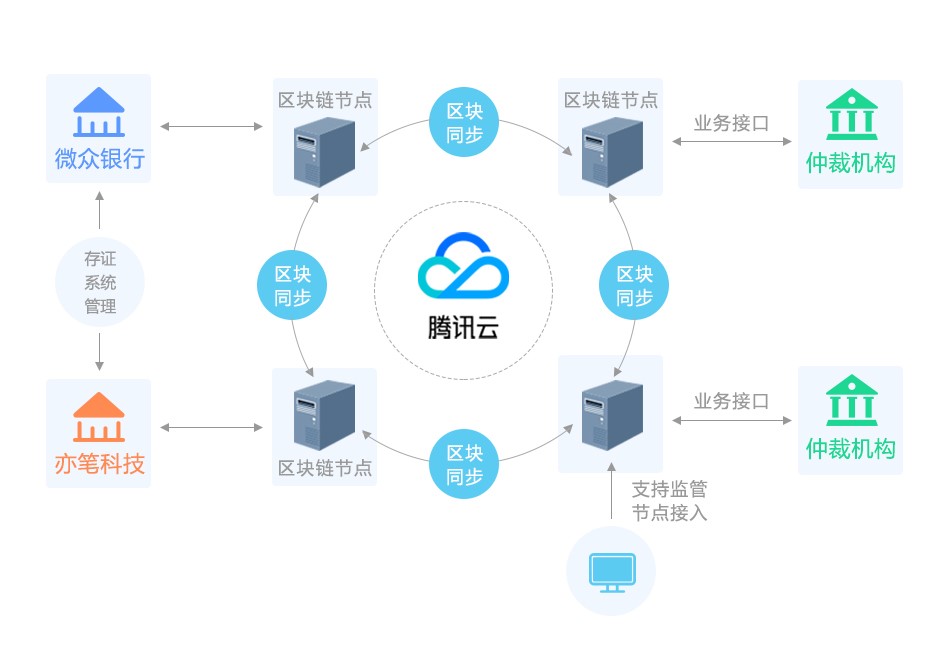 区块链节点
区块
同步
区块链节点
业务接口
微众银行
仲裁机构
存证
系统
管理
区块
同步
腾讯云
区块
同步
业务接口
亦笔科技
区块链节点
区块
同步
仲裁机构
支持监管
节点接入